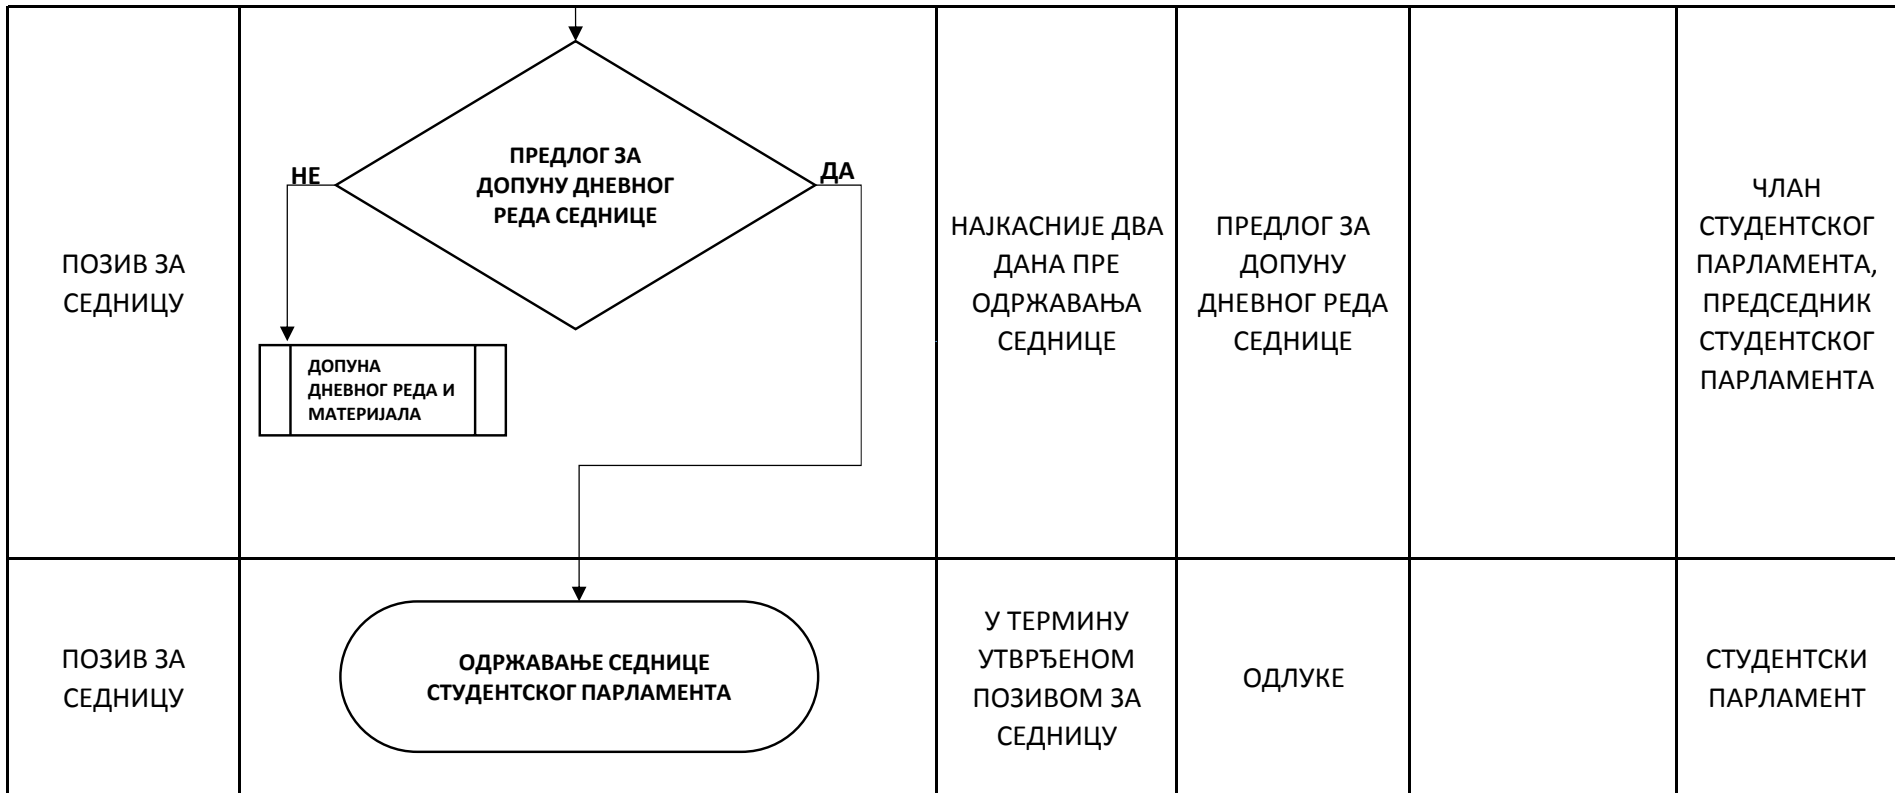 ПОЗИВ ЗА
СЕДНИЦУ
НЕ
ПРЕДЛОГ ЗА
ДОПУНУ ДНЕВНОГ
РЕДА СЕДНИЦЕ
ДА
ДОПУНА
ДНЕВНОГ РЕДА И
МАТЕРИЈАЛА
НАЈКАСНИЈЕ ДВА
ДАНА ПРЕ
ОДРЖАВАЊА
СЕДНИЦЕ
ПРЕДЛОГ ЗА
ДОПУНУ
ДНЕВНОГ РЕДА
СЕДНИЦЕ
ЧЛАН
СТУДЕНТСКОГ
ПАРЛАМЕНТА,
ПРЕДСЕДНИК
СТУДЕНТСКОГ
ПАРЛАМЕНТА
ПОЗИВ ЗА
СЕДНИЦУ
ОДРЖАВАЊЕ СЕДНИЦЕ
СТУДЕНТСКОГ ПАРЛАМЕНТА
У ТЕРМИНУ
УТВРЂЕНОМ
ПОЗИВОМ ЗА
СЕДНИЦУ
ОДЛУКЕ
СТУДЕНТСКИ
ПАРЛАМЕНТ